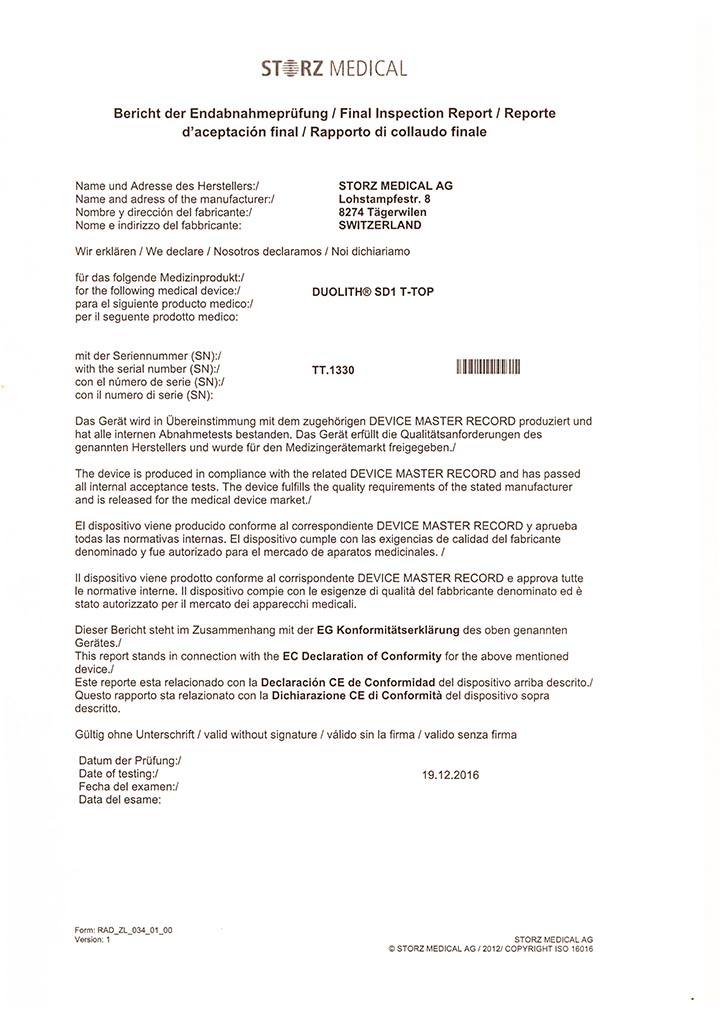 STORZ MEDICAL
Bericht der Endabnahmeprüfung / Final Inspection Report / Reporte
d'aceptación final / Rapporto di collaudo finale
Name und Adresse des Herstellers:/
STORZ MEDICAL AG
Name and adress of the manufacturer:/
Lohstampfestr. 8
Nombre y dirección del fabricante:/
8274 Tägerwilen
Nome e indirizzo del fabbricante:
SWITZERLAND
Wir erklären / We declare / Nosotros declaramos / Noi dichiariamo
für das folgende Medizinprodukt:/
for the following medical device:/
DUOLITH® SD1 T-TOP
para el siguiente producto medico:/
per il seguente prodotto medico:
mit der Seriennummer (SN):/
with the serial number (SN):/
TT.1330
con el número de serie (SN):/
con il numero di serie (SN):
Das Gerät wird in Übereinstimmung mit dem zugehörigen DEVICE MASTER RECORD produziert und
hat alle internen Abnahmetests bestanden. Das Gerät erfüllt die Qualitätsanforderungen des
genannten Herstellers und wurde für den Medizingerätemarkt freigegeben./
The device is produced in compliance with the related DEVICE MASTER RECORD and has passed
all internal acceptance tests. The device fulfills the quality requirements of the stated manufacturer
and is released for the medical device market./
El dispositivo viene producido conforme al correspondiente DEVICE MASTER RECORD y aprueba
todas las normativas internas. El dispositivo cumple con las exigencias de calidad del fabricante
denominado y fue autorizado para el mercado de aparatos medicinales. /
Il dispositivo viene prodotto conforme al corrispondente DEVICE MASTER RECORD e approva tutte
le normative interne. Il dispositivo compie con le esigenze di qualità del fabbricante denominato ed è
stato autorizzato per il mercato dei apparecchi medicali.
Dieser Bericht steht im Zusammenhang mit der EG Konformitätserklärung des oben genannten
Gerätes./
This report stands in connection with the EC Declaration of Conformity for the above mentioned
device./
Este reporte esta relacionado con la Declaración CE de Conformidad del dispositivo arriba descrito./
Questo rapporto sta relazionato con la Dichiarazione CE di Conformità del dispositivo sopra
descritto.
Gültig ohne Unterschrift / valid without signature / válido sin la firma / valido senza firma
Datum der Prüfung:/
Date of testing:/
19.12.2016
Fecha del examen:/
Data del esame:
Form: RAD_ZL_034_01_00
Version: 1
STORZ MEDICAL AG
© STORZ MEDICAL AG / 2012/ COPYRIGHT ISO 16016